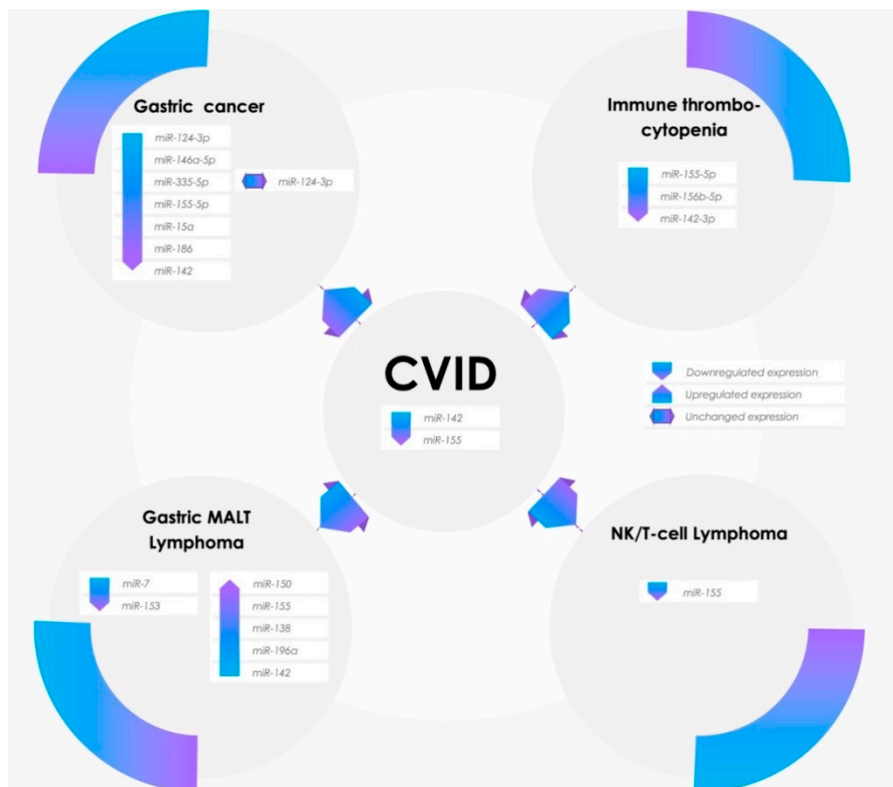 Gastric cancer
miR-124-3p
miR-146a-5p
miR-335-5p
miR-155-5p
miR-15a
miR-186
miR-142
miR-124-3p
Immune thrombo-
cytopenia
miR-155-5p
miR-156b-5p
miR-142-3p
CVID
miR-142
miR-155
Downregulated expression
Upregulated expression
Unchanged expression
Gastric MALT
Lymphoma
miR-7
miR-153
miR-150
miR-155
miR-138
miR-196a
miR-142
NK/T-cell Lymphoma
miR-155